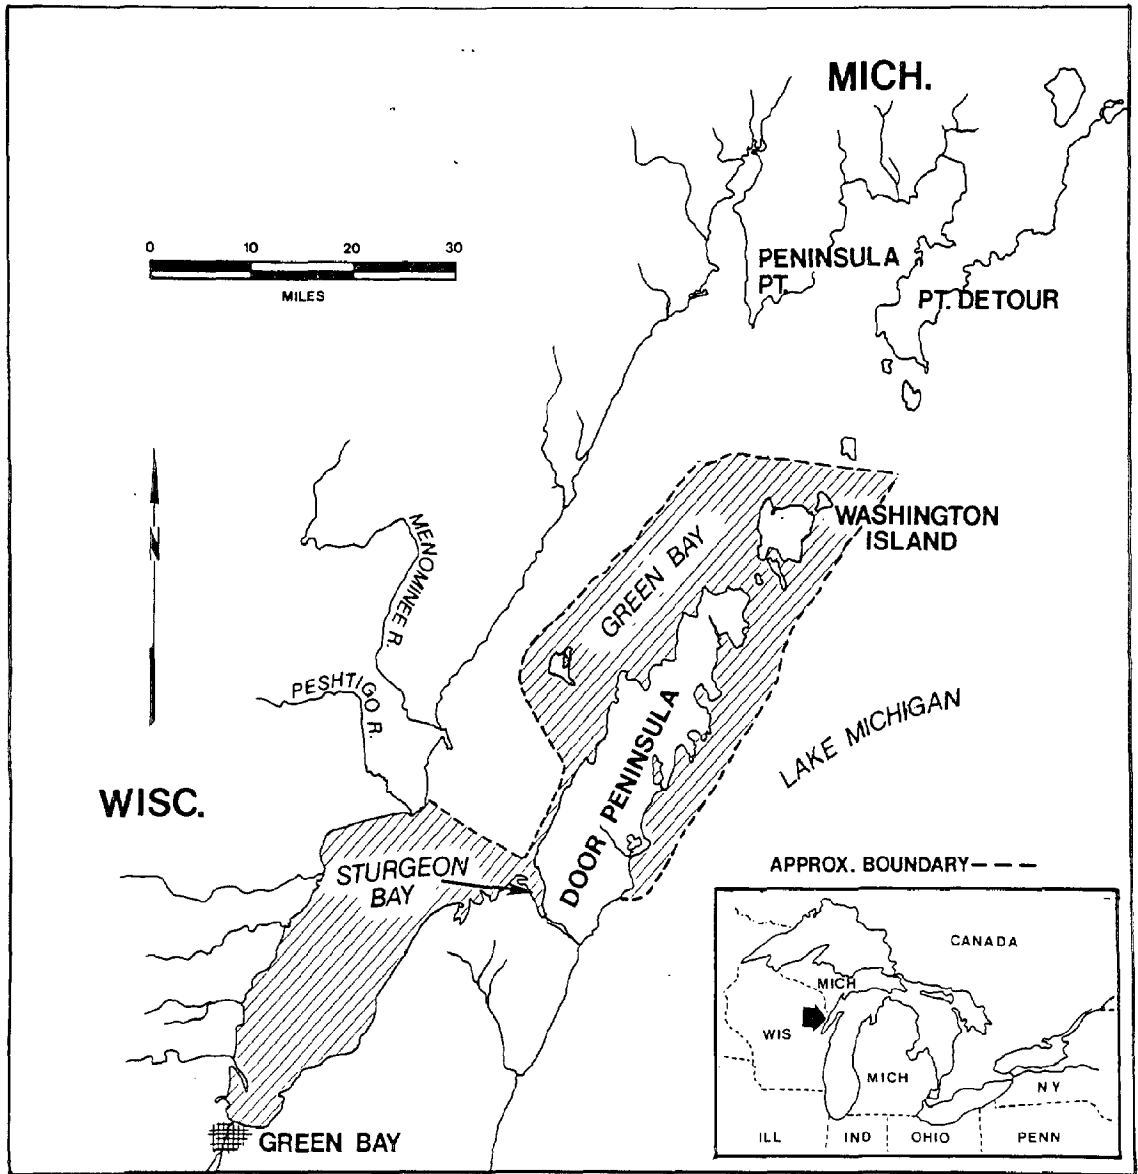 MICH.
0 10 20 30
MILES
PENINSULA
PT.
PT. DETOUR
N
WASHINGTON
ISLAND
GREEN BAY
MENOMINEE R.
PESHTIGO R.
DOOR PENINSULA
LAKE MICHIGAN
WISC.
STURGEON
BAY
APPROX. BOUNDARY
GREEN BAY
CANADA
MICH
WIS
MICH
N Y
ILL
IND
OHIO
PENN